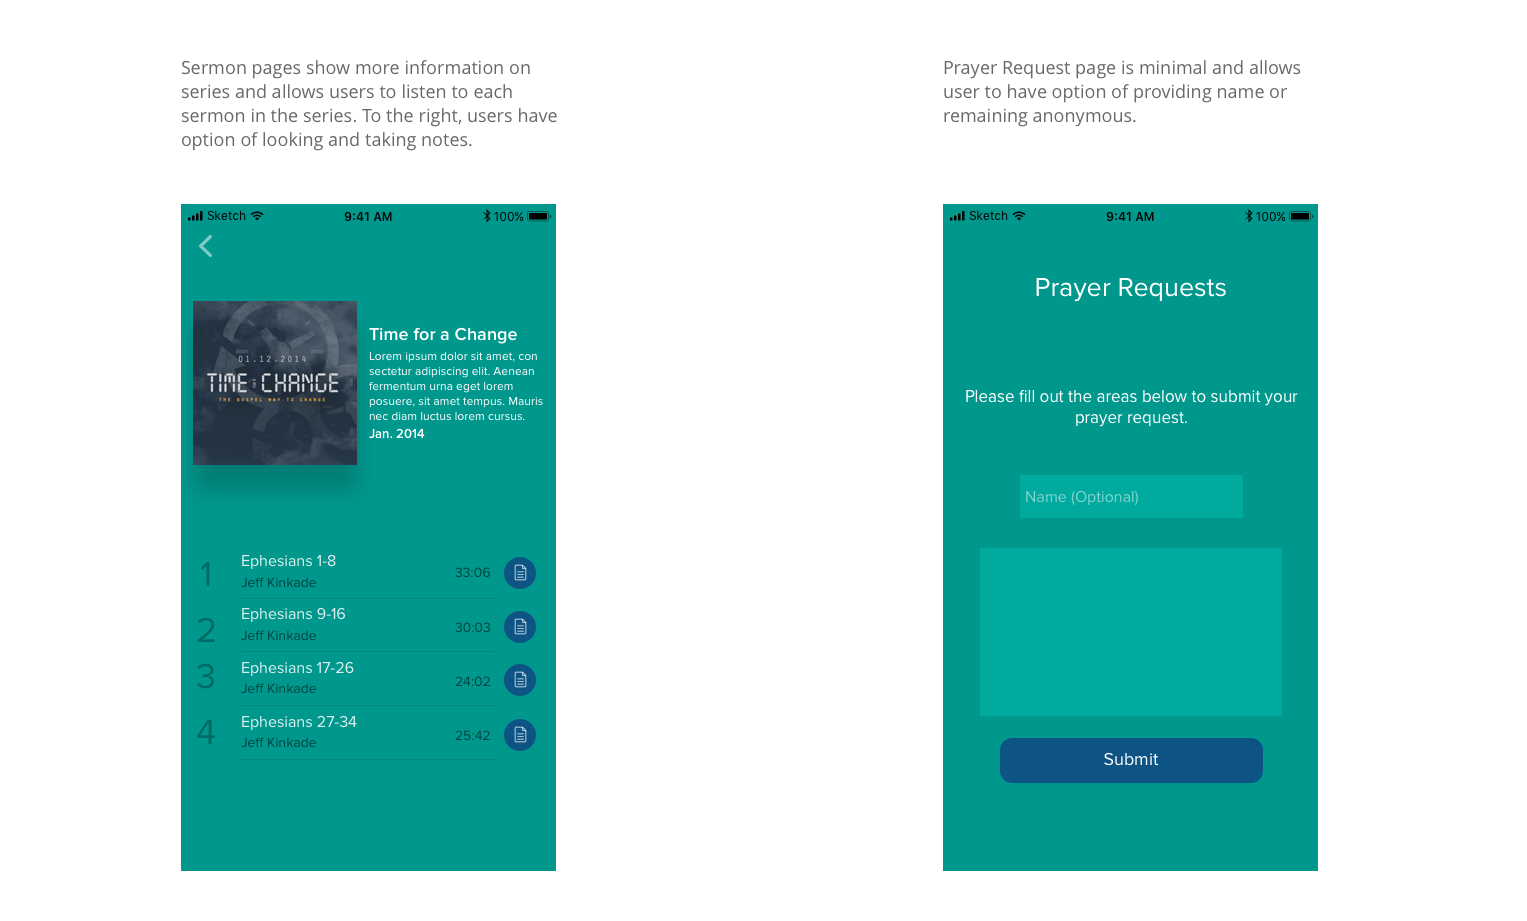 Sermon pages show more information on
series and allows users to listen to each
sermon in the series. To the right, users have
option of looking and taking notes.
Sketch
9:41 AM
100%
01.12.2014
TIME
CHANGE
THE GOSPEL WAY TO CHANGE
Time for a Change
Lorem ipsum dolor sit amet, con
sectetur adipiscing elit. Aenean
fermentum urna eget lorem
posuere, sit amet tempus. Mauris
nec diam luctus lorem cursus.
Jan. 2014
1
Ephesians 1-8
Jeff Kinkade
33:06
2
Ephesians 9-16
Jeff Kinkade
30:03
3
Ephesians 17-26
Jeff Kinkade
24:02
4
Ephesians 27-34
Jeff Kinkade
25:42
Prayer Request page is minimal and allows
user to have option of providing name or
remaining anonymous.
Sketch
9:41 AM
100%
Prayer Requests
Please fill out the areas below to submit your
prayer request.
Name (Optional)
Submit